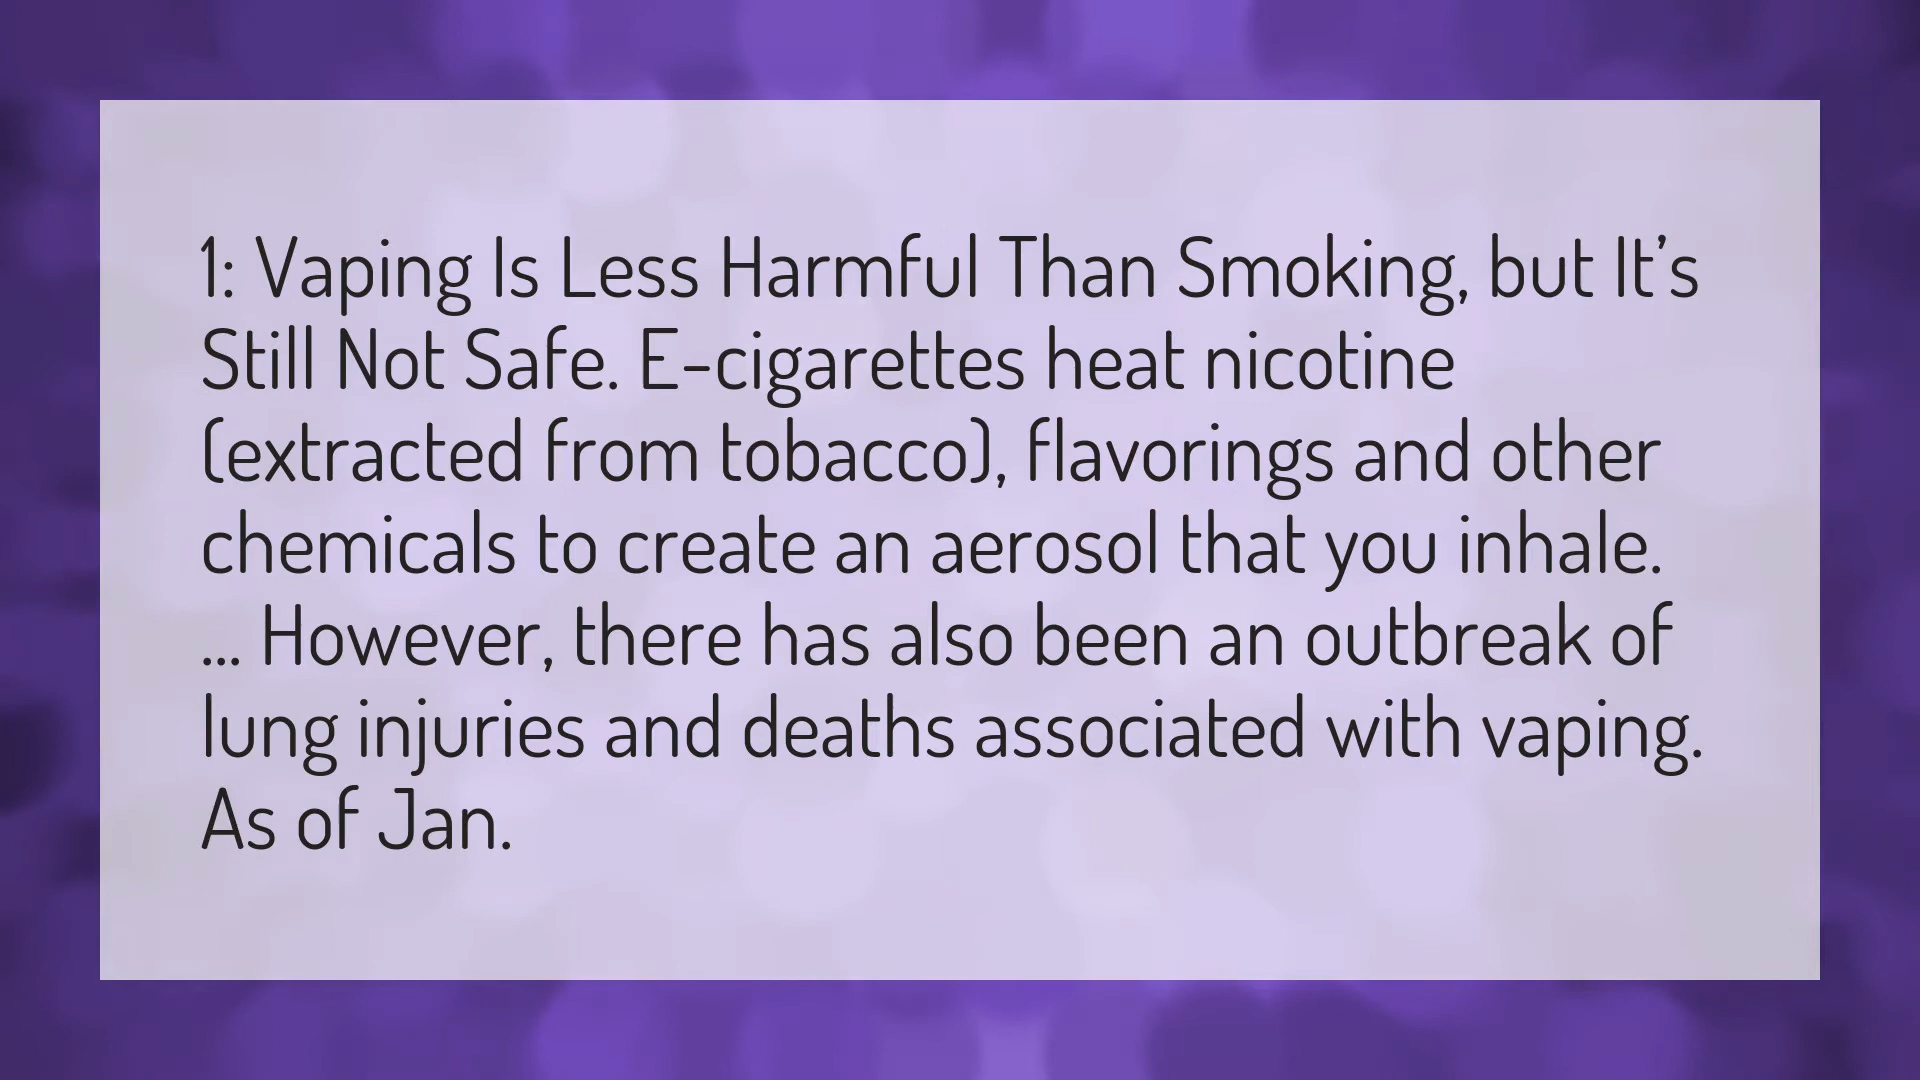 1: Vaping Is Less Harmful Than Smoking, but It’s
Still Not Safe. E-cigarettes heat nicotine
(extracted from tobacco), flavorings and other
chemicals to create an aerosol that you inhale.
... However, there has also been an outbreak of
lung injuries and deaths associated with vaping.
As of Jan.